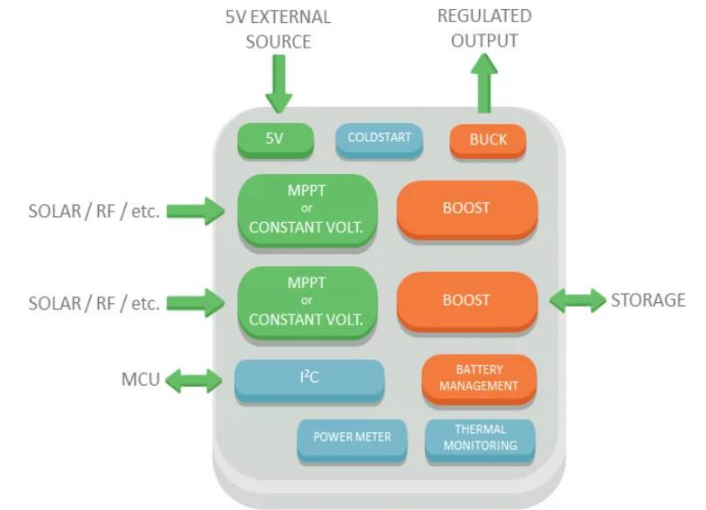 5V EXTERNAL
SOURCE
REGULATED
OUTPUT
5V
COLDSTART
BUCK
SOLAR / RF / etc.
MPPT
or
CONSTANT VOLT.
BOOST
SOLAR / RF / etc.
MPPT
or
CONSTANT VOLT.
BOOST
STORAGE
MCU
I²C
BATTERY
MANAGEMENT
POWER METER
THERMAL
MONITORING